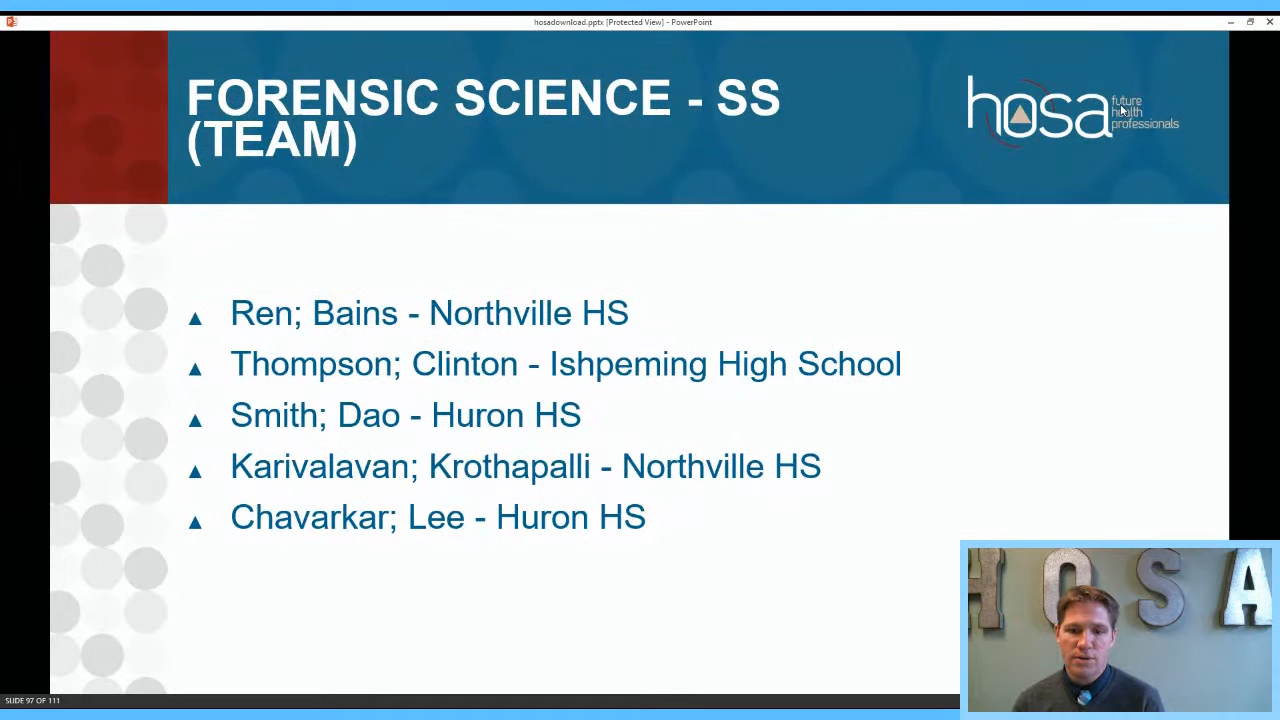 hosadownload.pptx [Protected View] - PowerPoint
FORENSIC SCIENCE - SS
(TEAM)
hosa
future
health
professionals
Ren; Bains - Northville HS
Thompson; Clinton - Ishpeming High School
Smith; Dao - Huron HS
Karivalavan; Krothapalli - Northville HS
Chavarkar; Lee - Huron HS
HOSA
SLIDE 97 OF 111